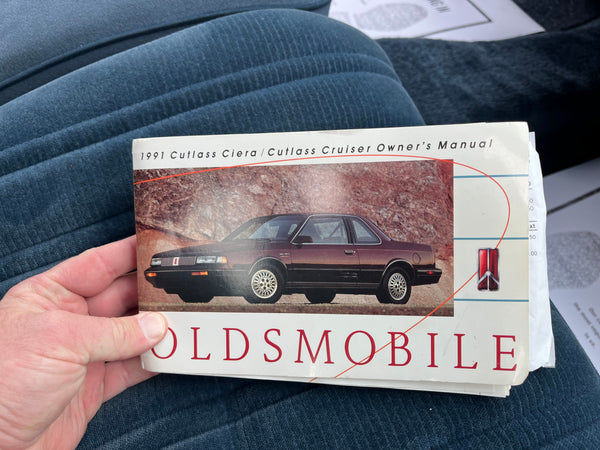 1991 Cutlass Ciera / Cutlass Cruiser Owner's Manual
OLDSMOBILE